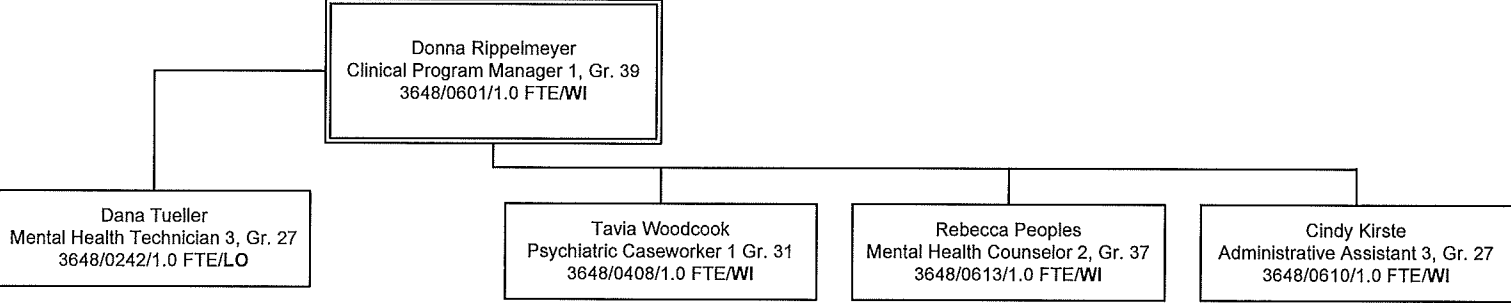 Donna Rippelmeyer
Clinical Program Manager 1, Gr. 39
3648/0601/1.0 FTE/WI
Dana Tueller
Mental Health Technician 3, Gr. 27
3648/0242/1.0 FTE/LO
Tavia Woodcook
Psychiatric Caseworker 1 Gr. 31
3648/0408/1.0 FTE/WI
Rebecca Peoples
Mental Health Counselor 2, Gr. 37
3648/0613/1.0 FTE/WI
Cindy Kirste
Administrative Assistant 3, Gr. 27
3648/0610/1.0 FTE/WI